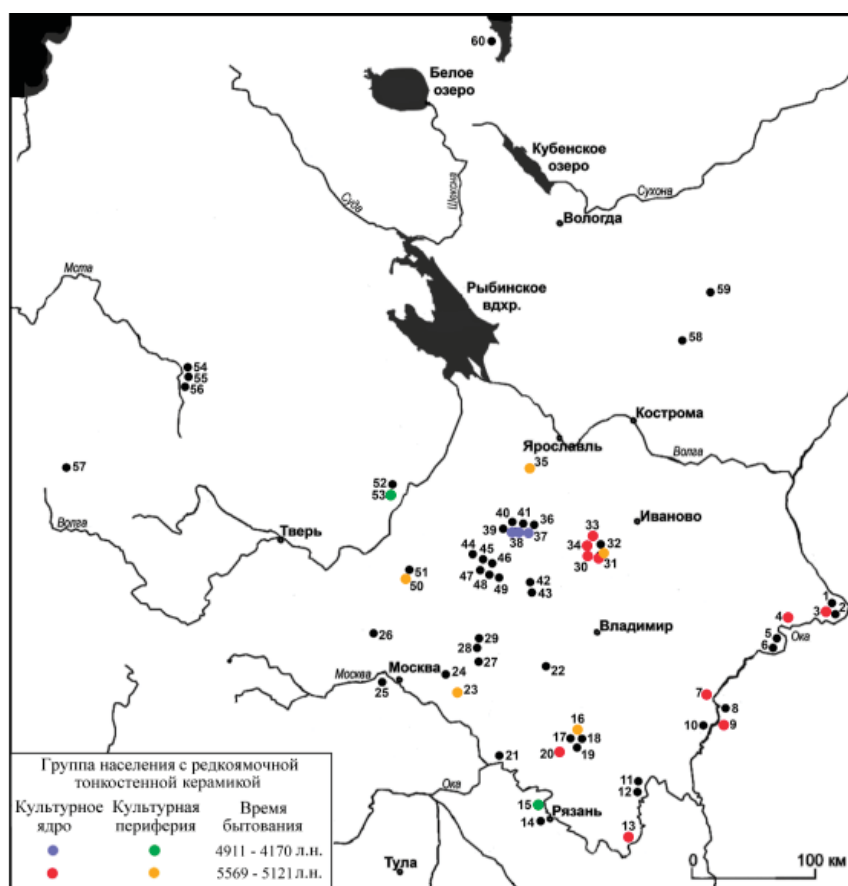 60
Белое
озеро
Кубенское
озеро
Суда
Шексна
Сухона
Вологда
Мста
Рыбинское
вдхр.
59
58
54
55
56
Кострома
Ярославль
Волга
57
52
53
35
Волга
Тверь
40 41 36
39
38 37
33
Иваново
34 32
30 31
44 45 46
47 48 49
51
50
42
43
1
2
3
4
5
6
Ока
Владимир
26
29
28
27
22
Москва
Москва
24
25
23
7
8
10 9
16
17 18
20 19
21
11
12
Ока
15
Рязань
14
13
Тула
0 100 км
Группа населения с редкоямочной
тонкостенной керамикой
Культурное Культурная Время
ядро периферия бытования
4911 - 4170 л.н.
5569 - 5121 л.н.